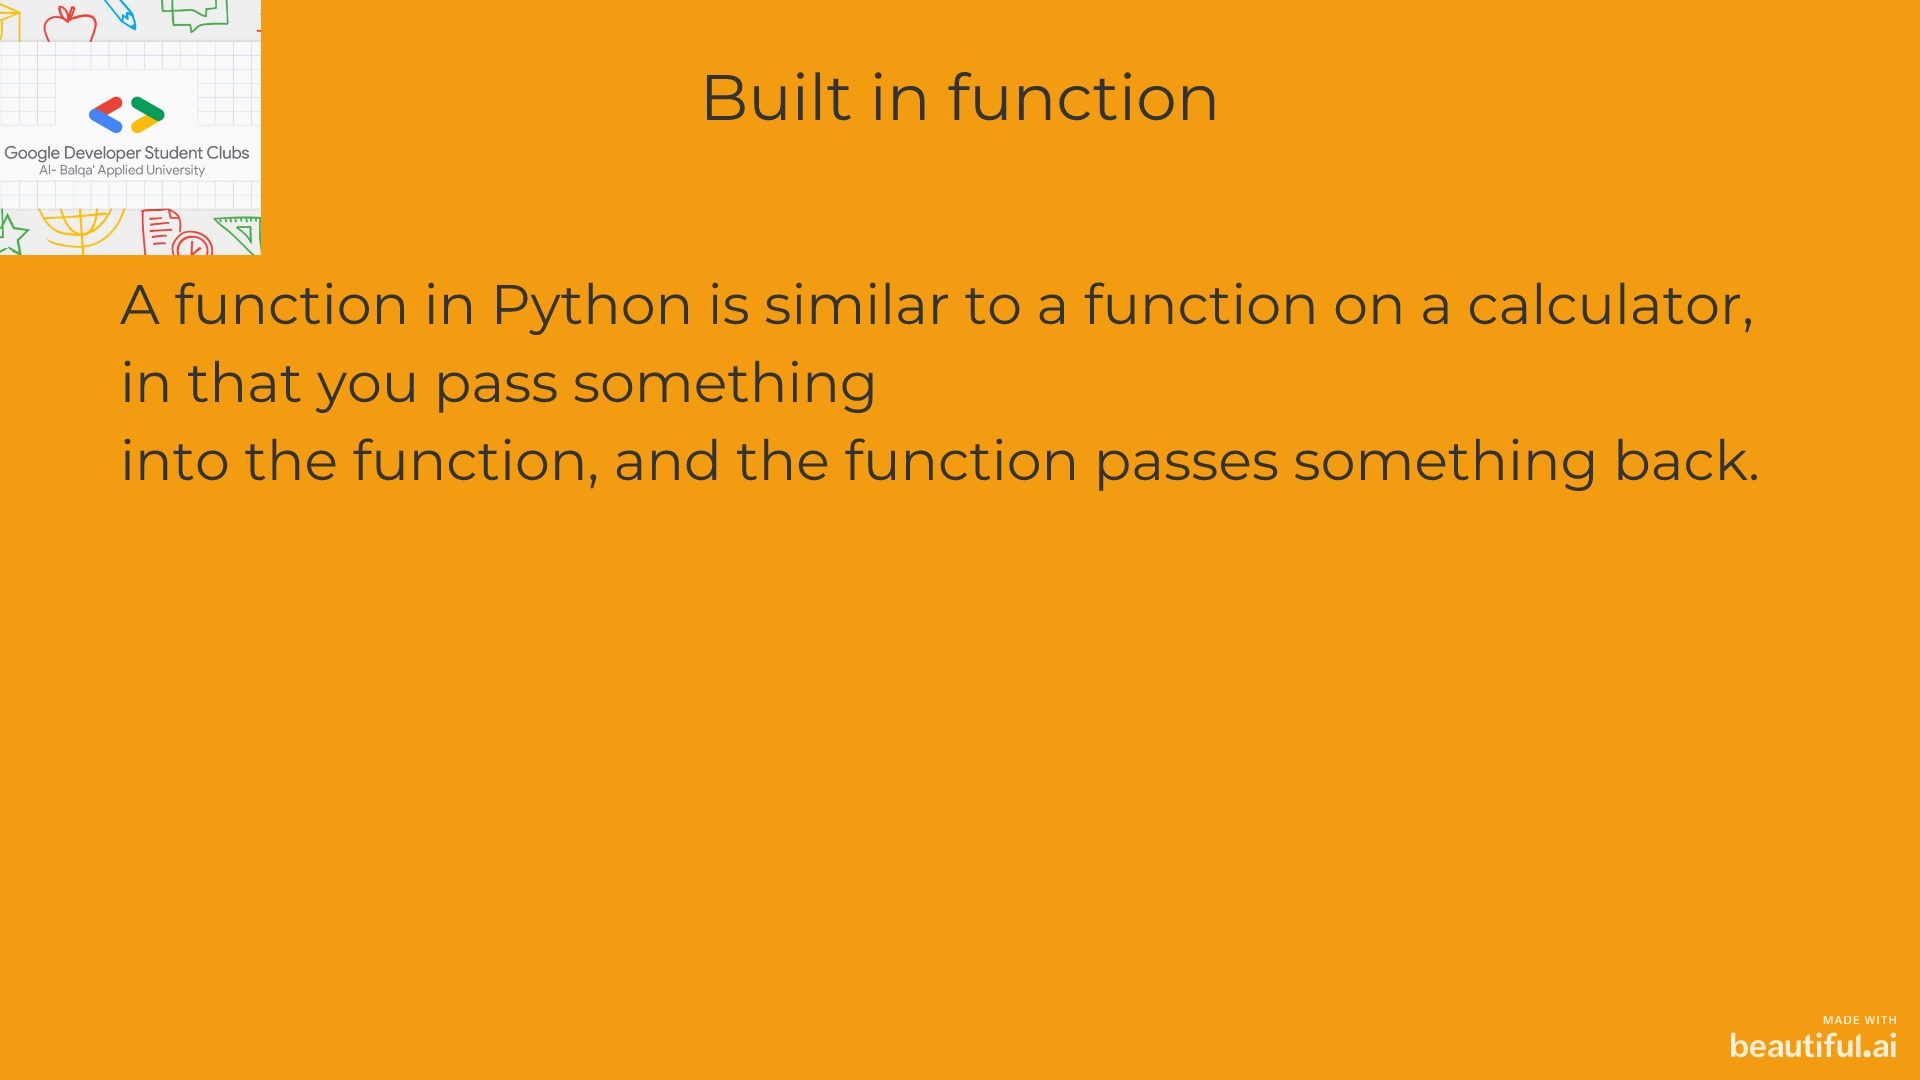 Google Developer Student Clubs
Al- Balqa' Applied University
Built in function
A function in Python is similar to a function on a calculator,
in that you pass something
into the function, and the function passes something back.
MADE WITH
beautiful.ai